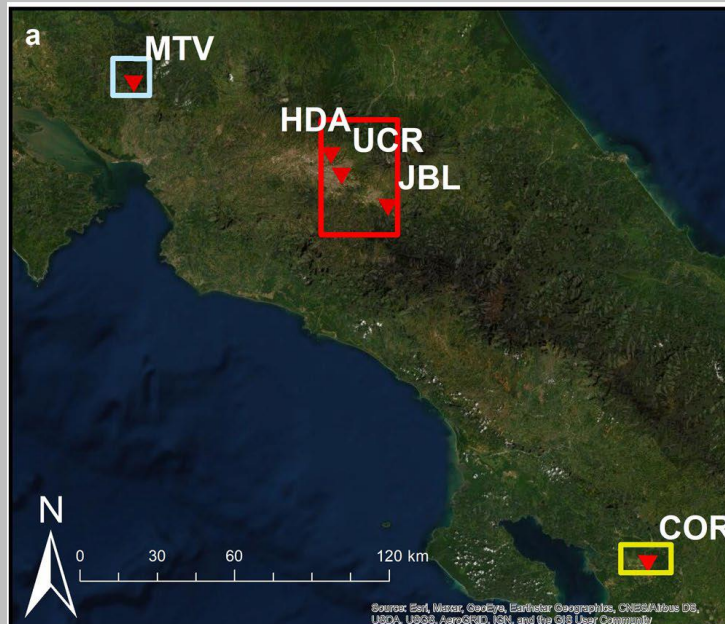 a
MTV
HDA
UCR
JBL
COR
N
0 30 60 120 km
Source: Esri, Maxar, GeoEye, Earthstar Geographics, CNES/Airbus DS,
USDA, USGS, AeroGRID, IGN, and the GIS User Community